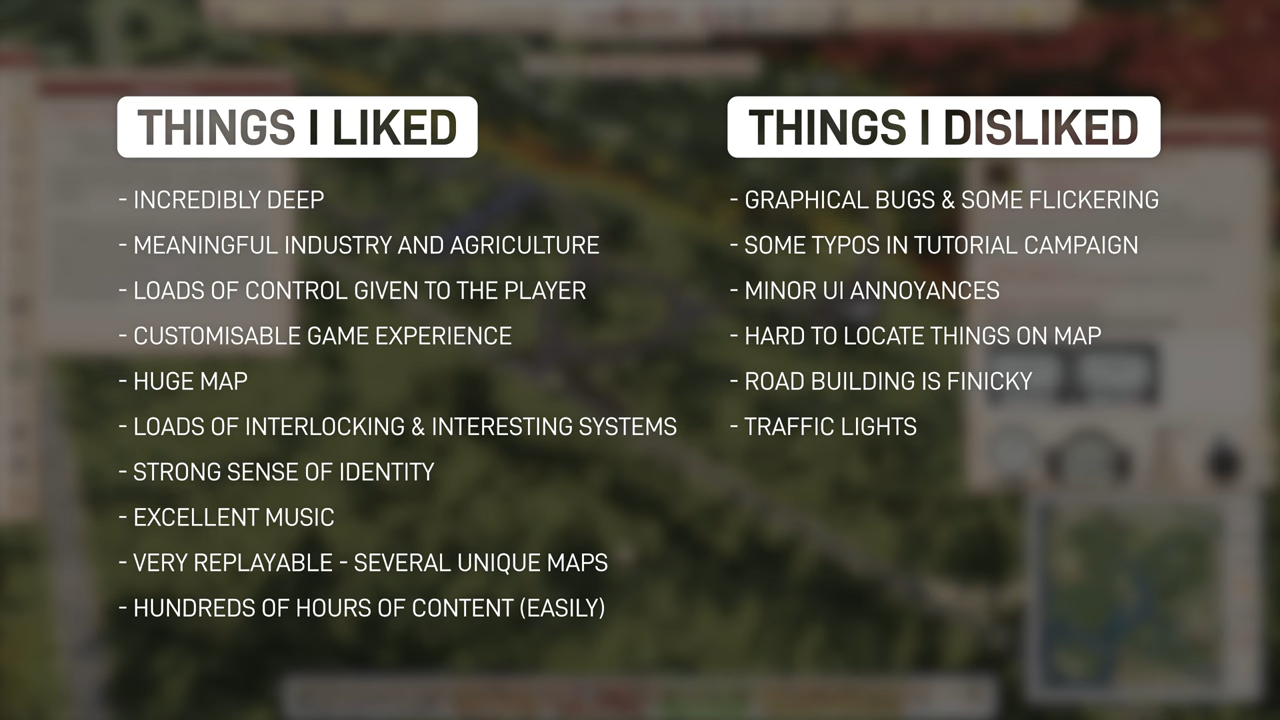 THINGS I LIKED
- INCREDIBLY DEEP
- MEANINGFUL INDUSTRY AND AGRICULTURE
- LOADS OF CONTROL GIVEN TO THE PLAYER
- CUSTOMISABLE GAME EXPERIENCE
- HUGE MAP
- LOADS OF INTERLOCKING & INTERESTING SYSTEMS
- STRONG SENSE OF IDENTITY
- EXCELLENT MUSIC
- VERY REPLAYABLE - SEVERAL UNIQUE MAPS
- HUNDREDS OF HOURS OF CONTENT (EASILY)
THINGS I DISLIKED
- GRAPHICAL BUGS & SOME FLICKERING
- SOME TYPOS IN TUTORIAL CAMPAIGN
- MINOR UI ANNOYANCES
- HARD TO LOCATE THINGS ON MAP
- ROAD BUILDING IS FINICKY
- TRAFFIC LIGHTS